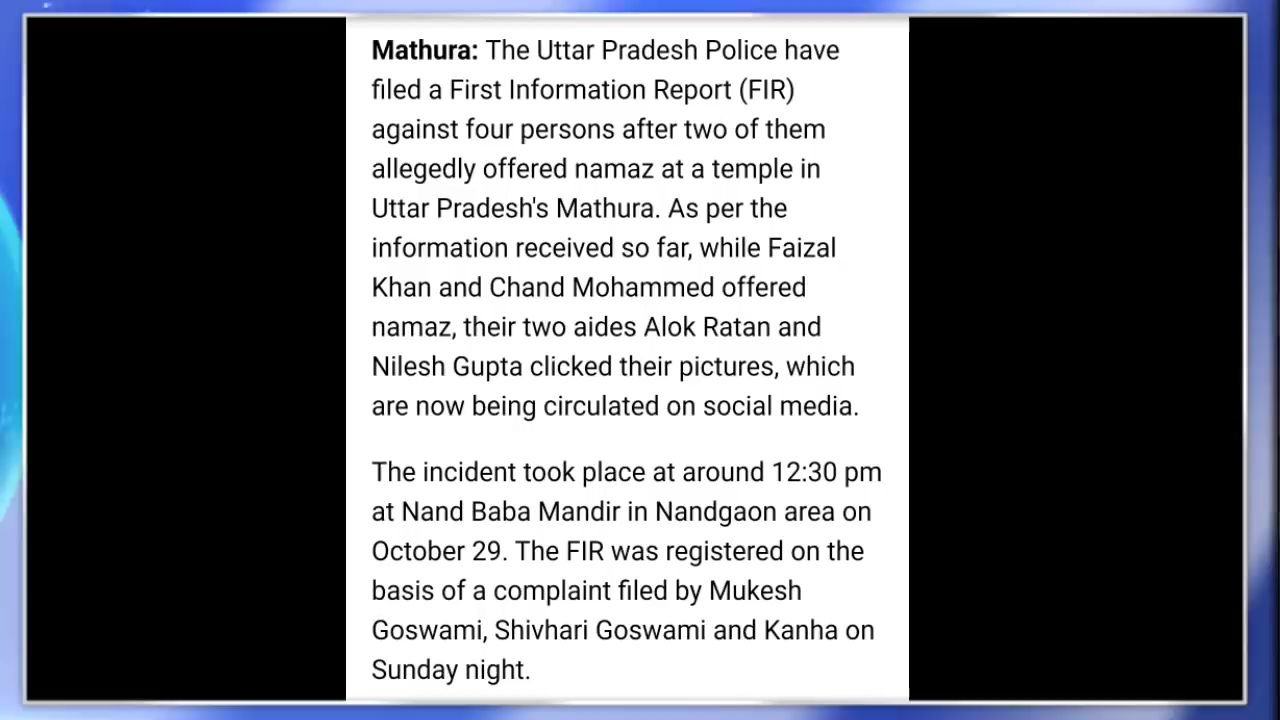 Mathura: The Uttar Pradesh Police have
filed a First Information Report (FIR)
against four persons after two of them
allegedly offered namaz at a temple in
Uttar Pradesh's Mathura. As per the
information received so far, while Faizal
Khan and Chand Mohammed offered
namaz, their two aides Alok Ratan and
Nilesh Gupta clicked their pictures, which
are now being circulated on social media.
The incident took place at around 12:30 pm
at Nand Baba Mandir in Nandgaon area on
October 29. The FIR was registered on the
basis of a complaint filed by Mukesh
Goswami, Shivhari Goswami and Kanha on
Sunday night.